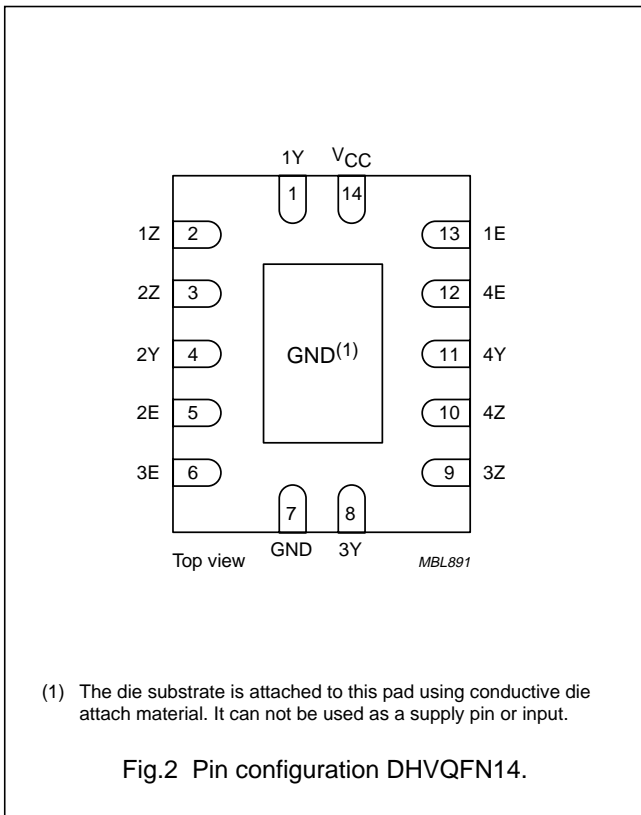 1Y VCC
1 14
1Z 2 13 1E
2Z 3 12 4E
2Y 4 GND(1) 11 4Y
2E 5 10 4Z
3E 6 9 3Z
7 8
Top view GND 3Y MBL891
(1) The die substrate is attached to this pad using conductive die
attach material. It can not be used as a supply pin or input.
Fig.2 Pin configuration DHVQFN14.